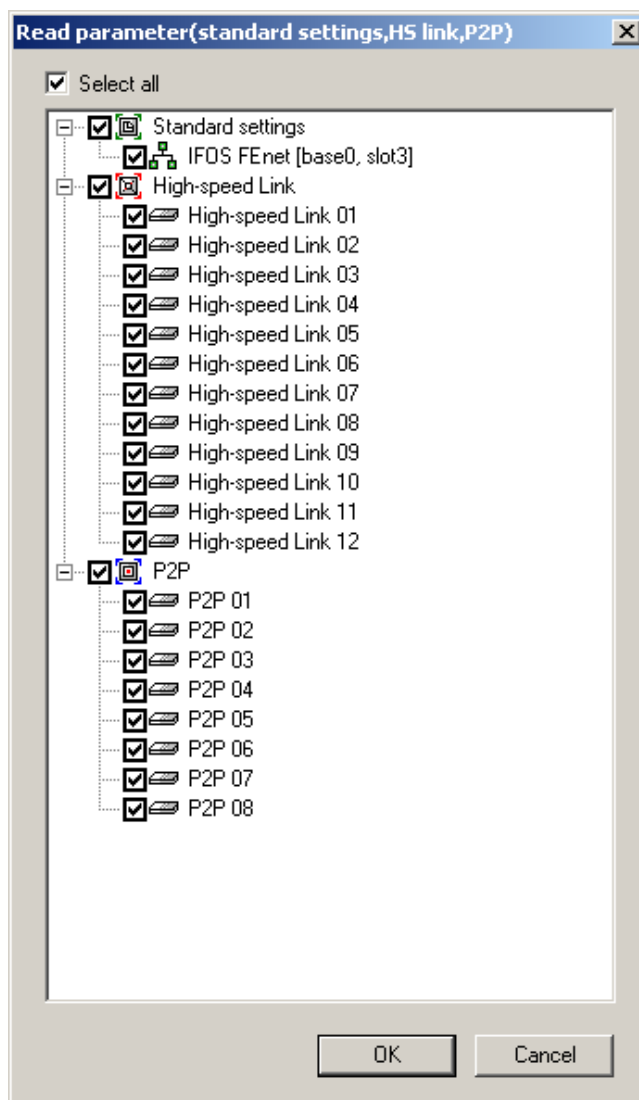 Read parameter(standard settings,HS link,P2P)
Select all
Standard settings
IFOS FEnet [base0, slot3]
High-speed Link
High-speed Link 01
High-speed Link 02
High-speed Link 03
High-speed Link 04
High-speed Link 05
High-speed Link 06
High-speed Link 07
High-speed Link 08
High-speed Link 09
High-speed Link 10
High-speed Link 11
High-speed Link 12
P2P
P2P 01
P2P 02
P2P 03
P2P 04
P2P 05
P2P 06
P2P 07
P2P 08
OK Cancel